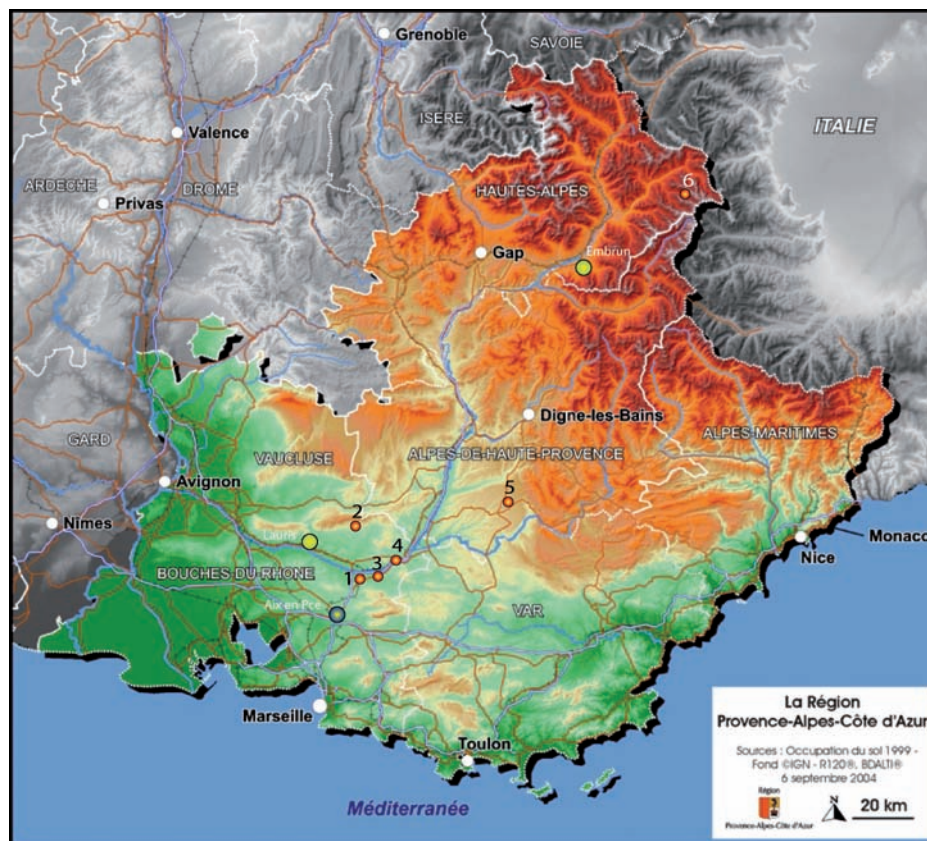 Grenoble
SAVOIE
ISERE
ITALIE
Valence
ARDECHE
DROME
Privas
HAUTES-ALPES
6
Gap
Embrun
Digne-les-Bains
GARD
VAUCLUSE
ALPES-DE-HAUTE-PROVENCE
ALPES-MARITIMES
Avignon
5
2
Nîmes
Lauris
4
Monaco
Nice
BOUCHES-DU-RHONE
1
3
Aix en Pce
VAR
Marseille
Toulon
La Région
Provence-Alpes-Côte d'Azur
Sources : Occupation du sol 1999 -
Fond ©IGN - R120®, BDALTI®
6 septembre 2004
Région
Provence-Alpes-Côte d'Azur
20 km
Méditerranée